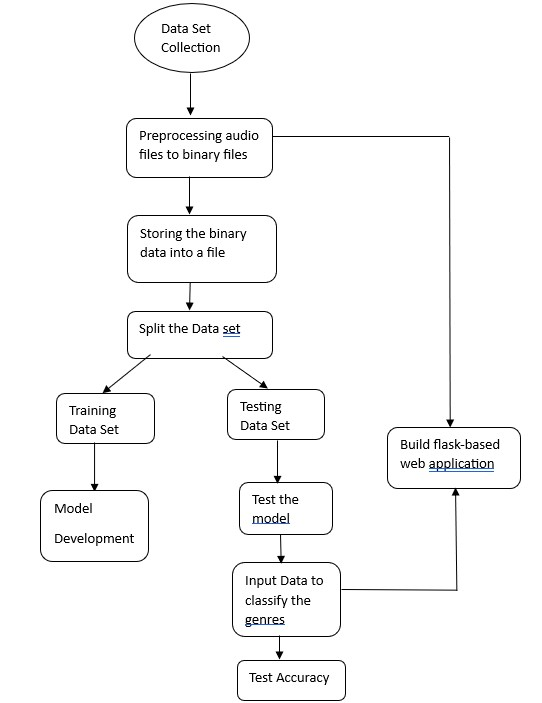 Data Set
Collection
Preprocessing audio
files to binary files
Storing the binary
data into a file
Split the Data set
Training
Data Set
Testing
Data Set
Build flask-based
web application
Model
Development
Test the
model
Input Data to
classify the
genres
Test Accuracy